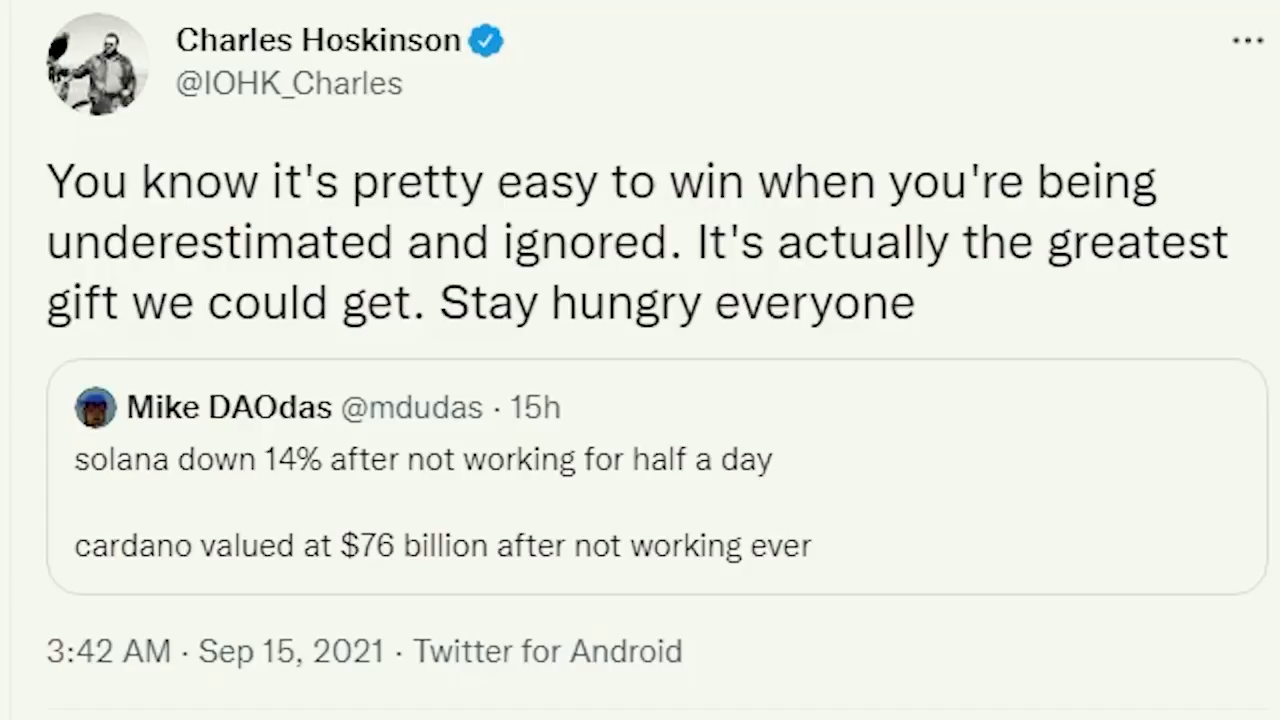 Charles Hoskinson
@IOHK_Charles
You know it's pretty easy to win when you're being
underestimated and ignored. It's actually the greatest
gift we could get. Stay hungry everyone
Mike DAOdas @mdudas · 15h
solana down 14% after not working for half a day
cardano valued at $76 billion after not working ever
3:42 AM · Sep 15, 2021 · Twitter for Android